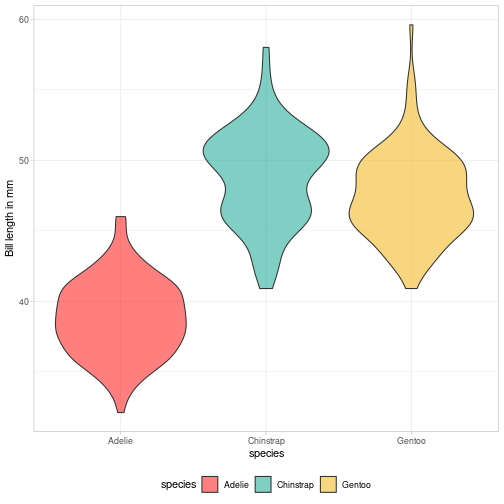 60
50
40
Bill length in mm
Adelie
Chinstrap
Gentoo
species
species Adelie Chinstrap Gentoo